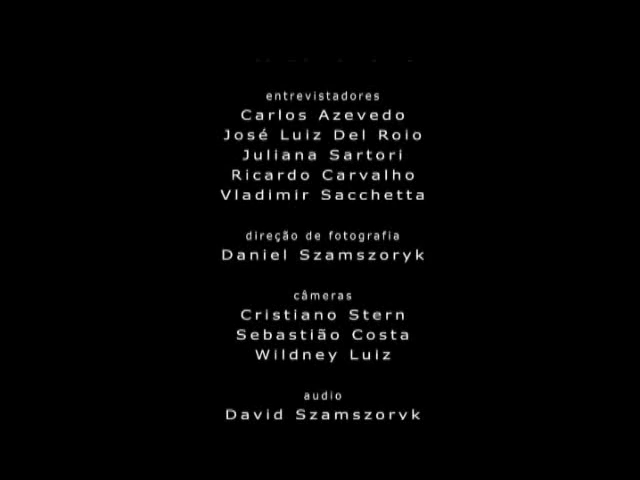 entrevistadores
Carlos Azevedo
José Luiz Del Roio
Juliana Sartori
Ricardo Carvalho
Vladimir Sacchetta
direção de fotografia
Daniel Szamszoryk
câmeras
Cristiano Stern
Sebastião Costa
Wildney Luiz
audio
David Szamszoryk